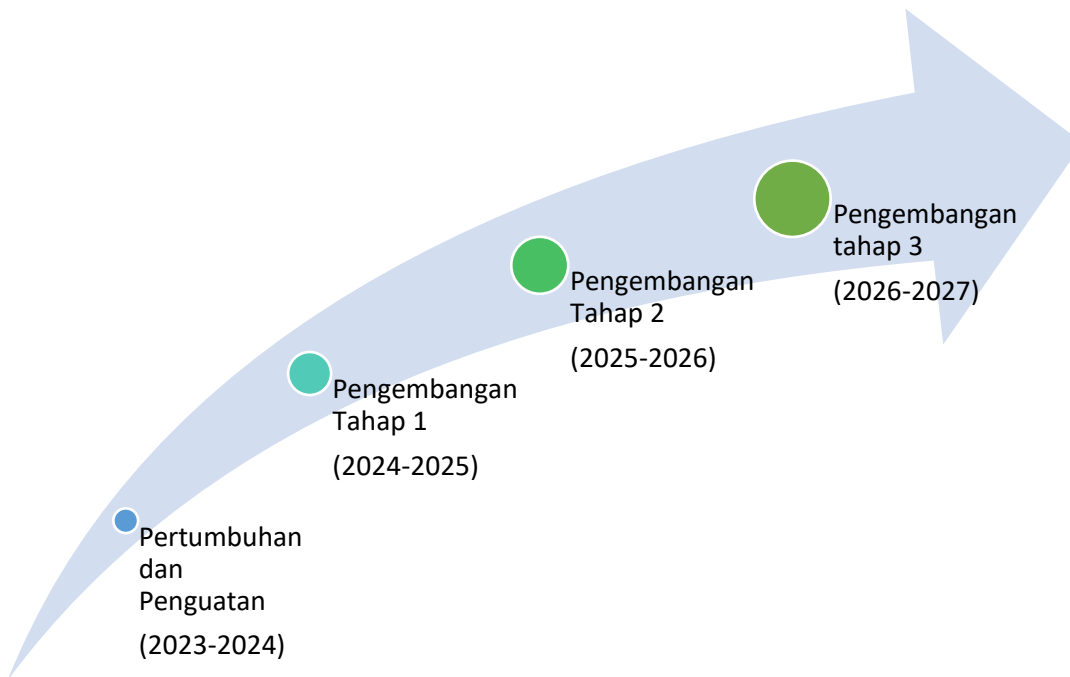 Pertumbuhan
dan
Penguatan
(2023-2024)
Pengembangan
Tahap 1
(2024-2025)
Pengembangan
Tahap 2
(2025-2026)
Pengembangan
tahap 3
(2026-2027)